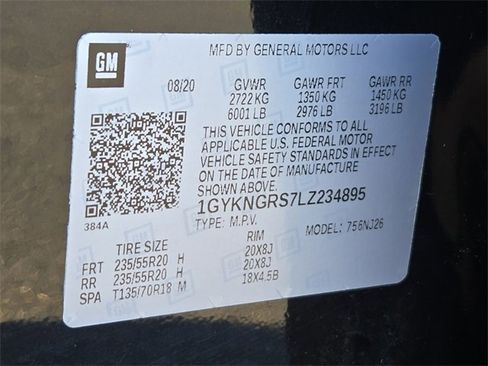 GM
MFD BY GENERAL MOTORS LLC
08/20 GVWR GAWR FRT GAWR RR
2722 KG 1350 KG 1450 KG
6001 LB 2976 LB 3196 LB
THIS VEHICLE CONFORMS TO ALL
APPLICABLE U.S. FEDERAL MOTOR
VEHICLE SAFETY STANDARDS IN EFFECT
ON THE DATE OF MANUFACTURE
SHOWN ABOVE.
384A 1GYKNGRS7LZ234895
TYPE: M.P.V. MODEL: 756NJ26
TIRE SIZE RIM
FRT 235/55R20 H 20X8J
RR 235/55R20 H 20X8J
SPA T135/70R18 M 18X4.5B